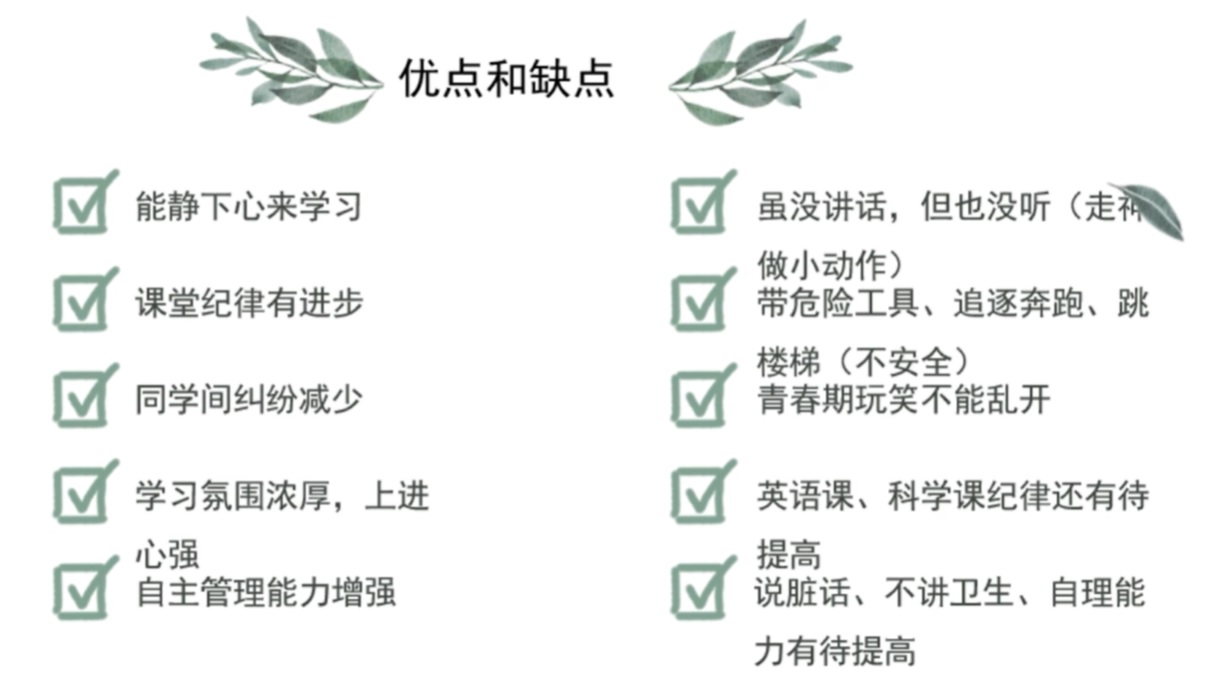 优点和缺点
能静下心来学习
课堂纪律有进步
同学间纠纷减少
学习氛围浓厚，上进
心强
自主管理能力增强
虽没讲话，但也没听（走神
做小动作）
带危险工具、追逐奔跑、跳
楼梯（不安全）
青春期玩笑不能乱开
英语课、科学课纪律还有待
提高
说脏话、不讲卫生、自理能
力有待提高